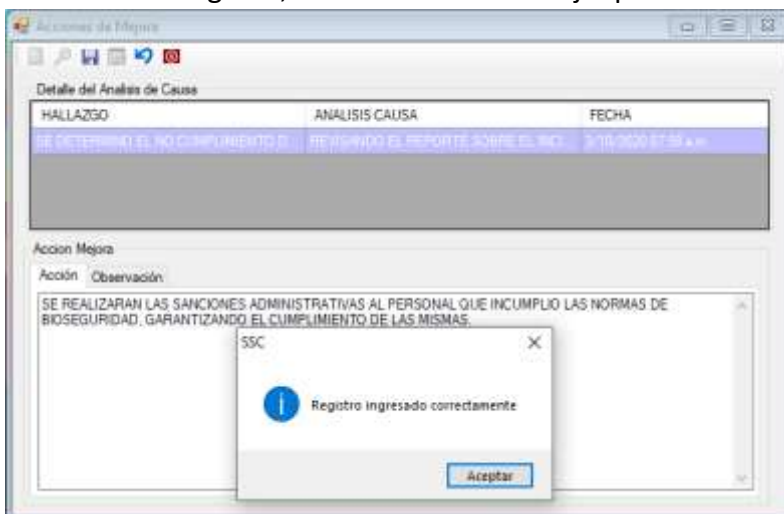 Acciones de Mejora
Detalle del Analisis de Causa
HALLAZGO ANALISIS CAUSA FECHA
SE DETERMINO EL NO CUMPLIMIENTO D... REVISANDO EL REPORTE SOBRE EL INCI...
Accion Mejora
Acción Observación
SE REALIZARAN LAS SANCIONES ADMINISTRATIVAS AL PERSONAL QUE INCUMPLIO LAS NORMAS DE
BIOSEGURIDAD, GARANTIZANDO EL CUMPLIMIENTO DE LAS MISMAS.
SSC
Registro ingresado correctamente
Aceptar